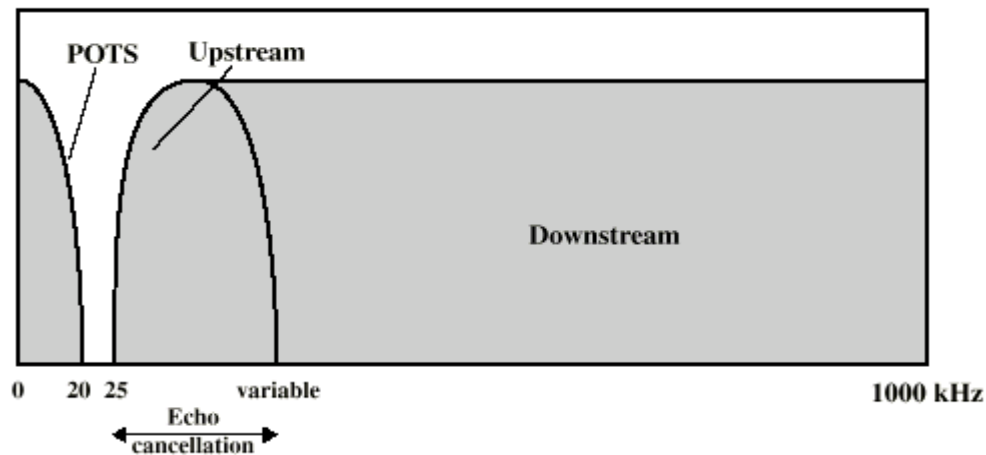 POTS
Upstream
Downstream
0 20 25 variable 1000 kHz
Echo
cancellation